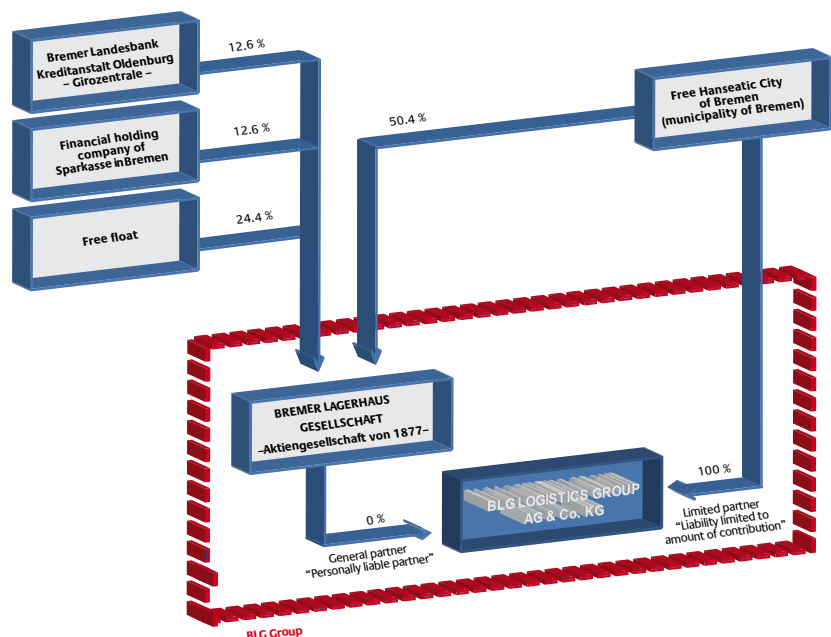 Bremer Landesbank
Kreditanstalt Oldenburg
– Girozentrale –
12.6 %
Financial holding
company of
Sparkasse in Bremen
12.6 %
Free float
24.4 %
50.4 %
Free Hanseatic City
of Bremen
(municipality of Bremen)
BREMER LAGERHAUS
GESELLSCHAFT
–Aktiengesellschaft von 1877–
BLG LOGISTICS GROUP
AG & Co. KG
100 %
Limited partner
“Liability limited to
amount of contribution”
0 %
General partner
“Personally liable partner”
BLG Group